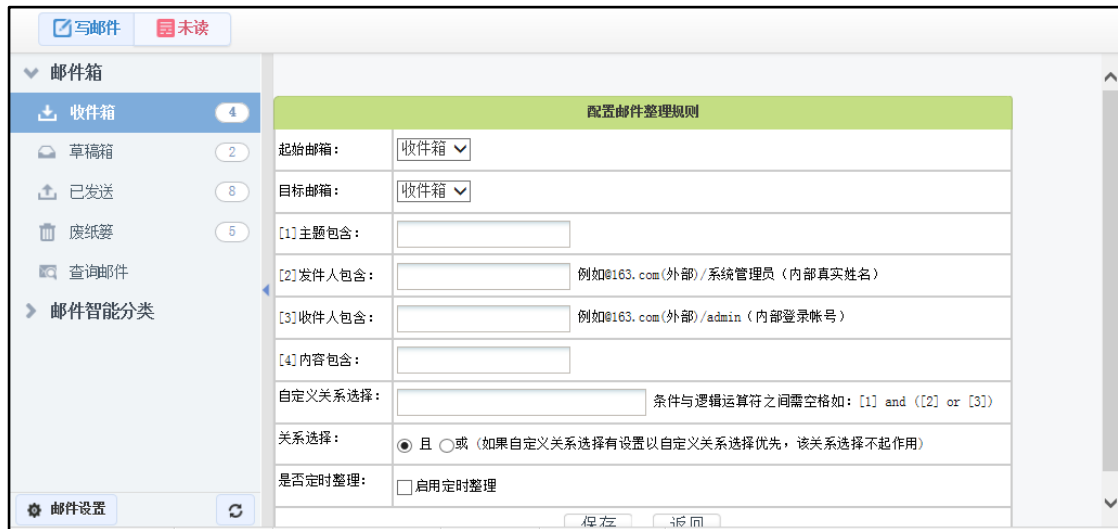 写邮件 未读
邮件箱
收件箱 4
草稿箱 2
已发送 8
废纸篓 5
查询邮件
邮件智能分类
邮件设置
配置邮件整理规则
起始邮箱: 收件箱
目标邮箱: 收件箱
[1]主题包含:
[2]发件人包含: 例如@163.com(外部)/系统管理员（内部真实姓名）
[3]收件人包含: 例如@163.com(外部)/admin（内部登录帐号）
[4]内容包含:
自定义关系选择: 条件与逻辑运算符之间需空格如: [1] and ([2] or [3])
关系选择: 且 或 (如果自定义关系选择有设置以自定义关系选择优先，该关系选择不起作用)
是否定时整理: 启用定时整理
保存 返回